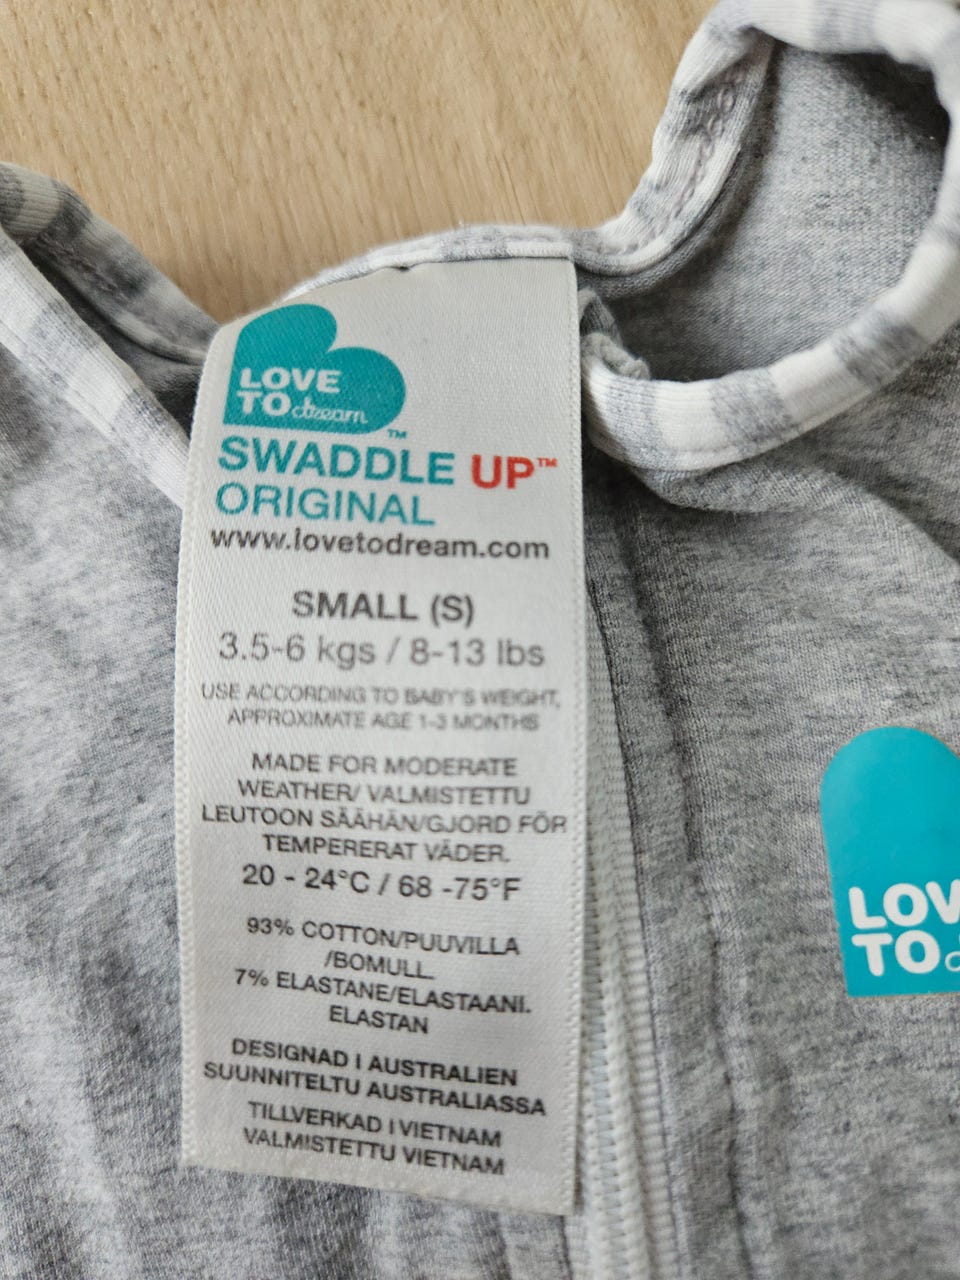 LOVE
TO dream
™
SWADDLE UP™
ORIGINAL
www.lovetodream.com
SMALL (S)
3.5-6 kgs / 8-13 lbs
USE ACCORDING TO BABY'S WEIGHT,
APPROXIMATE AGE 1-3 MONTHS
MADE FOR MODERATE
WEATHER/ VALMISTETTU
LEUTOON SÄÄHÄN/GJORD FÖR
TEMPERERAT VÄDER.
20 - 24°C / 68 -75°F
93% COTTON/PUUVILLA
/BOMULL.
7% ELASTANE/ELASTAANI.
ELASTAN
DESIGNAD I AUSTRALIEN
SUUNNITELTU AUSTRALIASSA
TILLVERKAD I VIETNAM
VALMISTETTU VIETNAM
LOV
TO